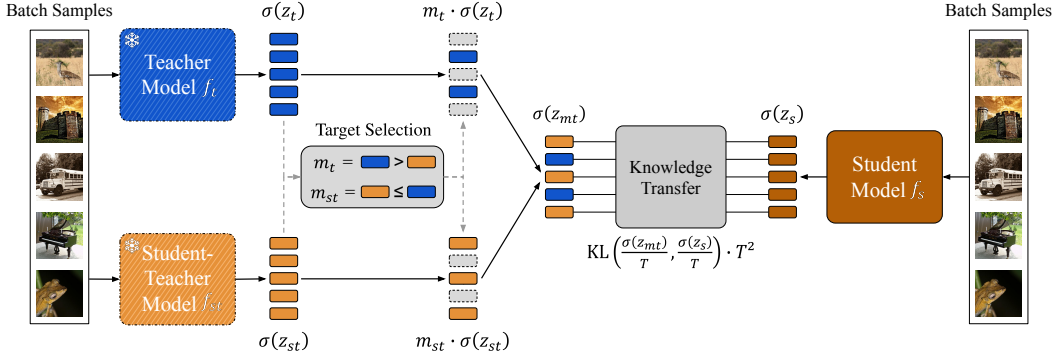 Batch Samples
σ(z_t)
m_t · σ(z_t)
Batch Samples
Teacher
Model f_t
Target Selection
m_t = >
m_st = ≤
σ(z_mt)
σ(z_s)
Knowledge
Transfer
Student
Model f_s
KL(σ(z_mt)/T, σ(z_s)/T) · T²
Student-
Teacher
Model f_st
σ(z_st)
m_st · σ(z_st)